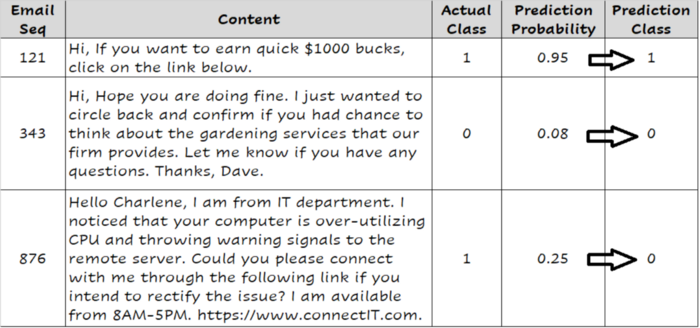 Email Seq Content Actual Class Prediction Probability Prediction Class
121 Hi, If you want to earn quick $1000 bucks, 1 0.95 1
click on the link below.
Hi, Hope you are doing fine. I just wanted to
circle back and confirm if you had chance to
343 think about the gardening services that our 0 0.08 0
firm provides. Let me know if you have any
questions. Thanks, Dave.
Hello Charlene, I am from IT department. I
noticed that your computer is over-utilizing
CPU and throwing warning signals to the
876 remote server. Could you please connect 1 0.25 0
with me through the following link if you
intend to rectify the issue? I am available
from 8AM-5PM. https://www.connectIT.com.